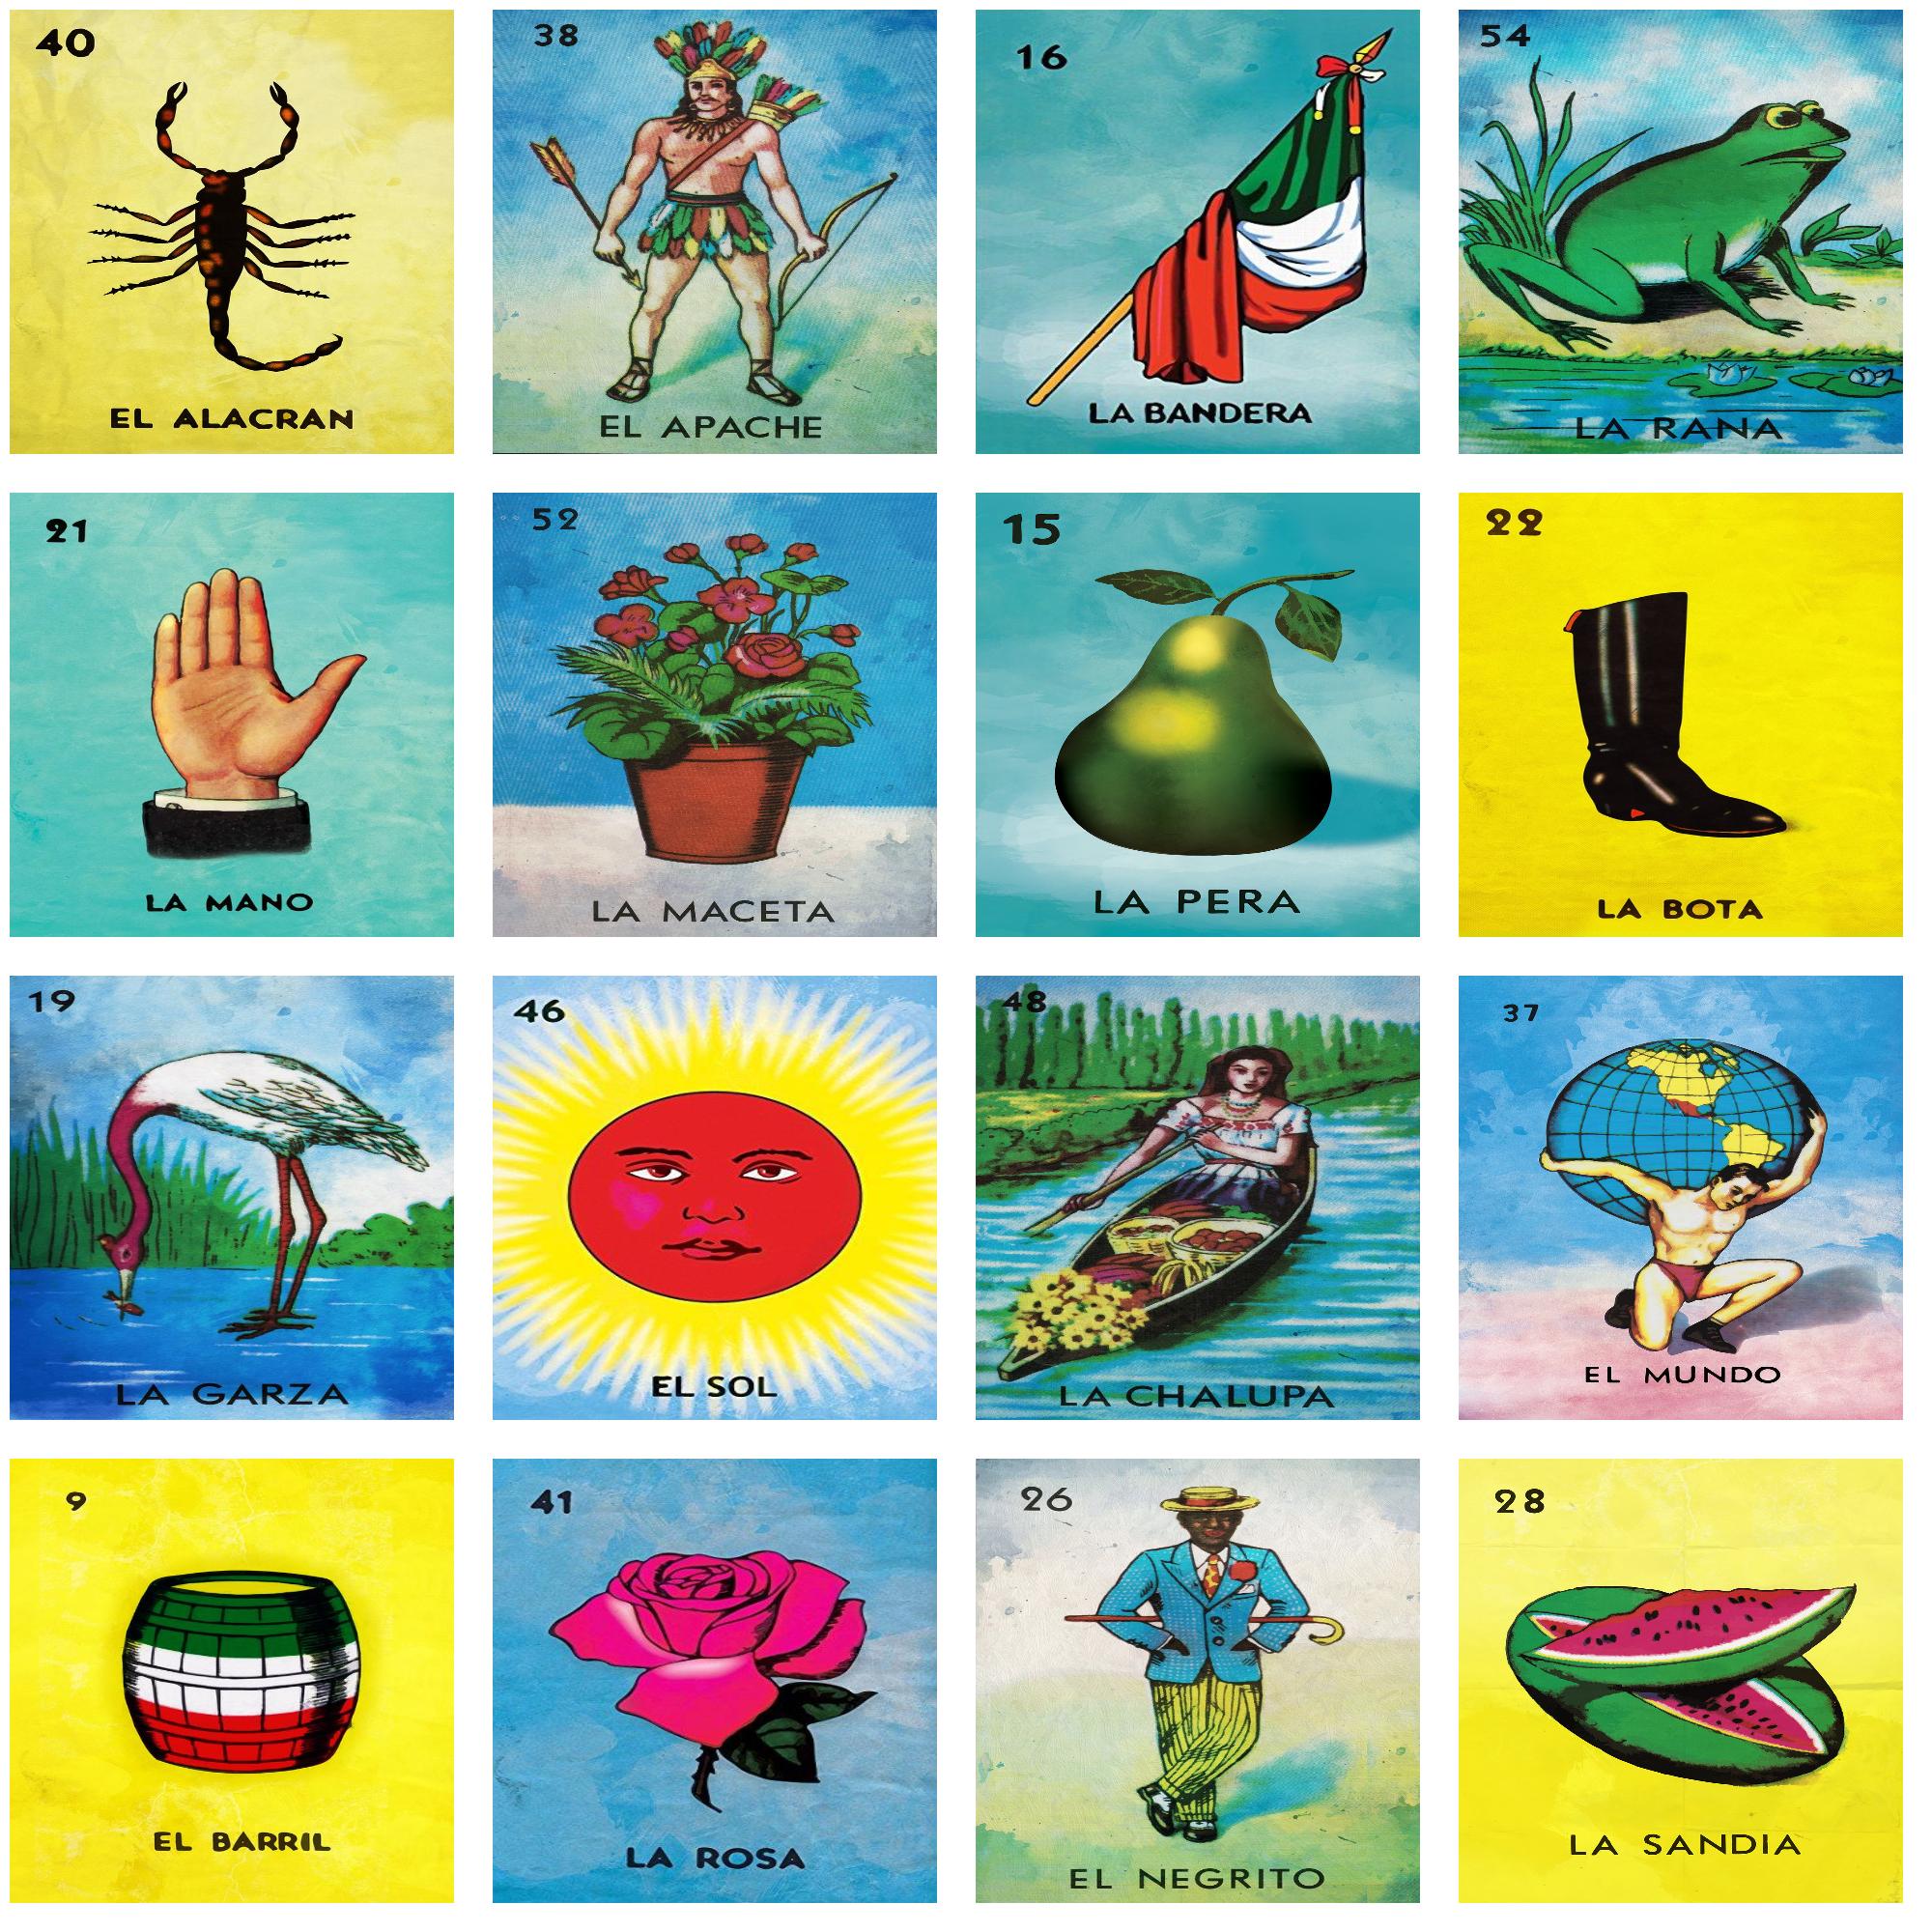 40
EL ALACRAN
38
EL APACHE
16
LA BANDERA
54
LA RANA
21
LA MANO
52
LA MACETA
15
LA PERA
22
LA BOTA
19
LA GARZA
46
EL SOL
48
LA CHALUPA
37
EL MUNDO
9
EL BARRIL
41
LA ROSA
26
EL NEGRITO
28
LA SANDIA